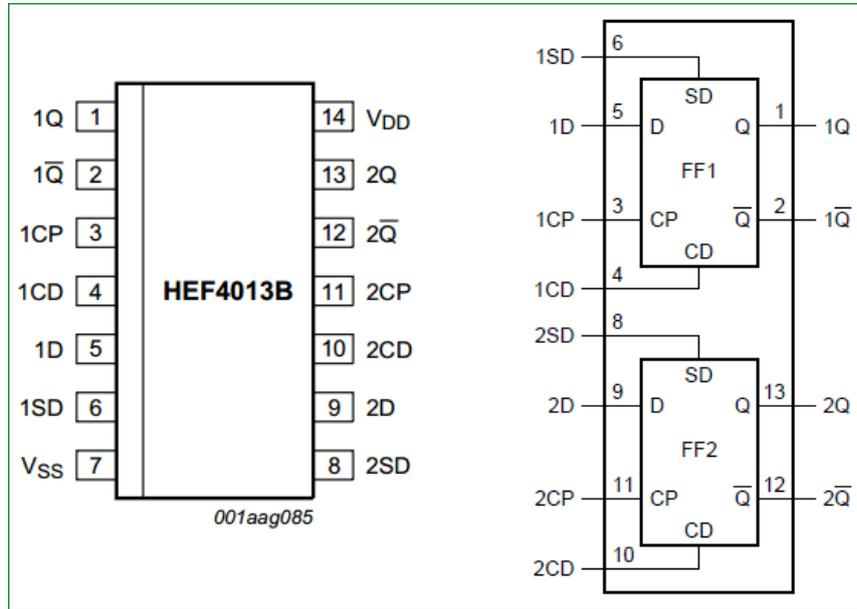 1Q 1 14 VDD
1Q̅ 2 13 2Q
1CP 3 12 2Q̅
1CD 4 HEF4013B 11 2CP
1D 5 10 2CD
1SD 6 9 2D
VSS 7 8 2SD
001aag085
1SD 6
SD
1D 5 D Q 1 1Q
FF1
1CP 3 CP Q̅ 2 1Q̅
CD
1CD 4
2SD 8
SD
2D 9 D Q 13 2Q
FF2
2CP 11 CP Q̅ 12 2Q̅
CD
2CD 10